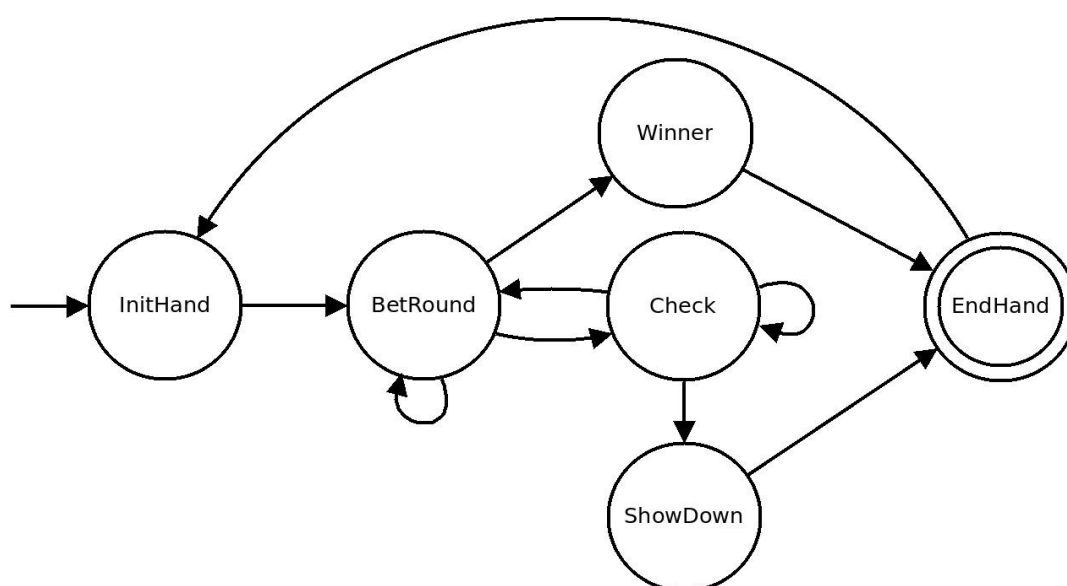 Winner
InitHand
BetRound
Check
EndHand
ShowDown